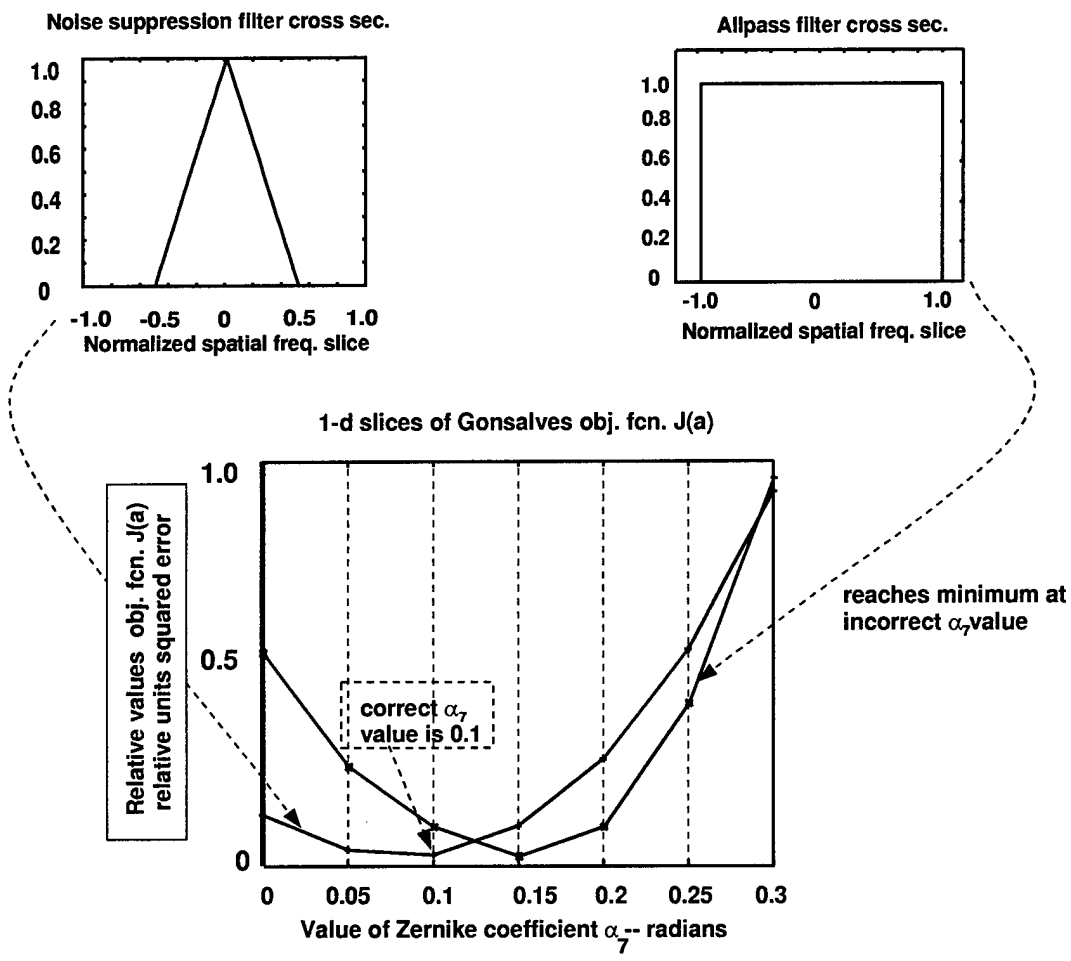 Noise suppression filter cross sec.
1.0
0.8
0.6
0.4
0.2
0
-1.0 -0.5 0 0.5 1.0
Normalized spatial freq. slice
Allpass filter cross sec.
1.0
0.8
0.6
0.4
0.2
0
-1.0 0 1.0
Normalized spatial freq. slice
1-d slices of Gonsalves obj. fcn. J(a)
Relative values obj. fcn. J(a)
relative units squared error
1.0
0.5
0
correct α7
value is 0.1
reaches minimum at
incorrect α7 value
0 0.05 0.1 0.15 0.2 0.25 0.3
Value of Zernike coefficient α7 -- radians